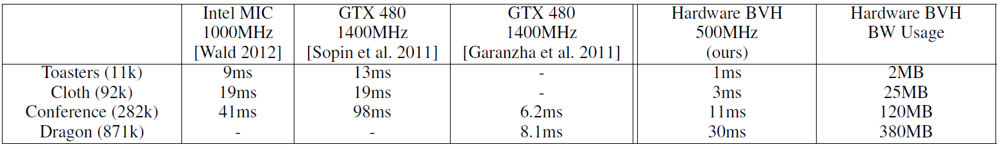 Intel MIC GTX 480 GTX 480 Hardware BVH Hardware BVH
1000MHz 1400MHz 1400MHz 500MHz BW Usage
[Wald 2012] [Sopin et al. 2011] [Garanzha et al. 2011] (ours)
Toasters (11k) 9ms 13ms - 1ms 2MB
Cloth (92k) 19ms 19ms - 3ms 25MB
Conference (282k) 41ms 98ms 6.2ms 11ms 120MB
Dragon (871k) - - 8.1ms 30ms 380MB